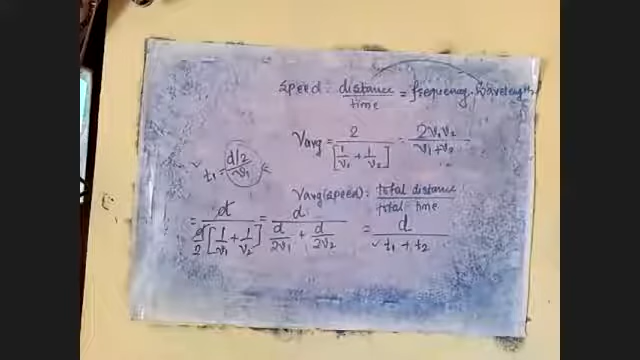 speed: distance/time = frequency.wavelength
Vavg = 2/[1/v₁ + 1/v₂] = 2v₁v₂/v₁+v₂
t₁ = d/2/v₁
Vavg(speed): total distance/total time
= d/d/2[1/v₁+1/v₂] = d/d/2v₁ + d/2v₂ = d/t₁ + t₂